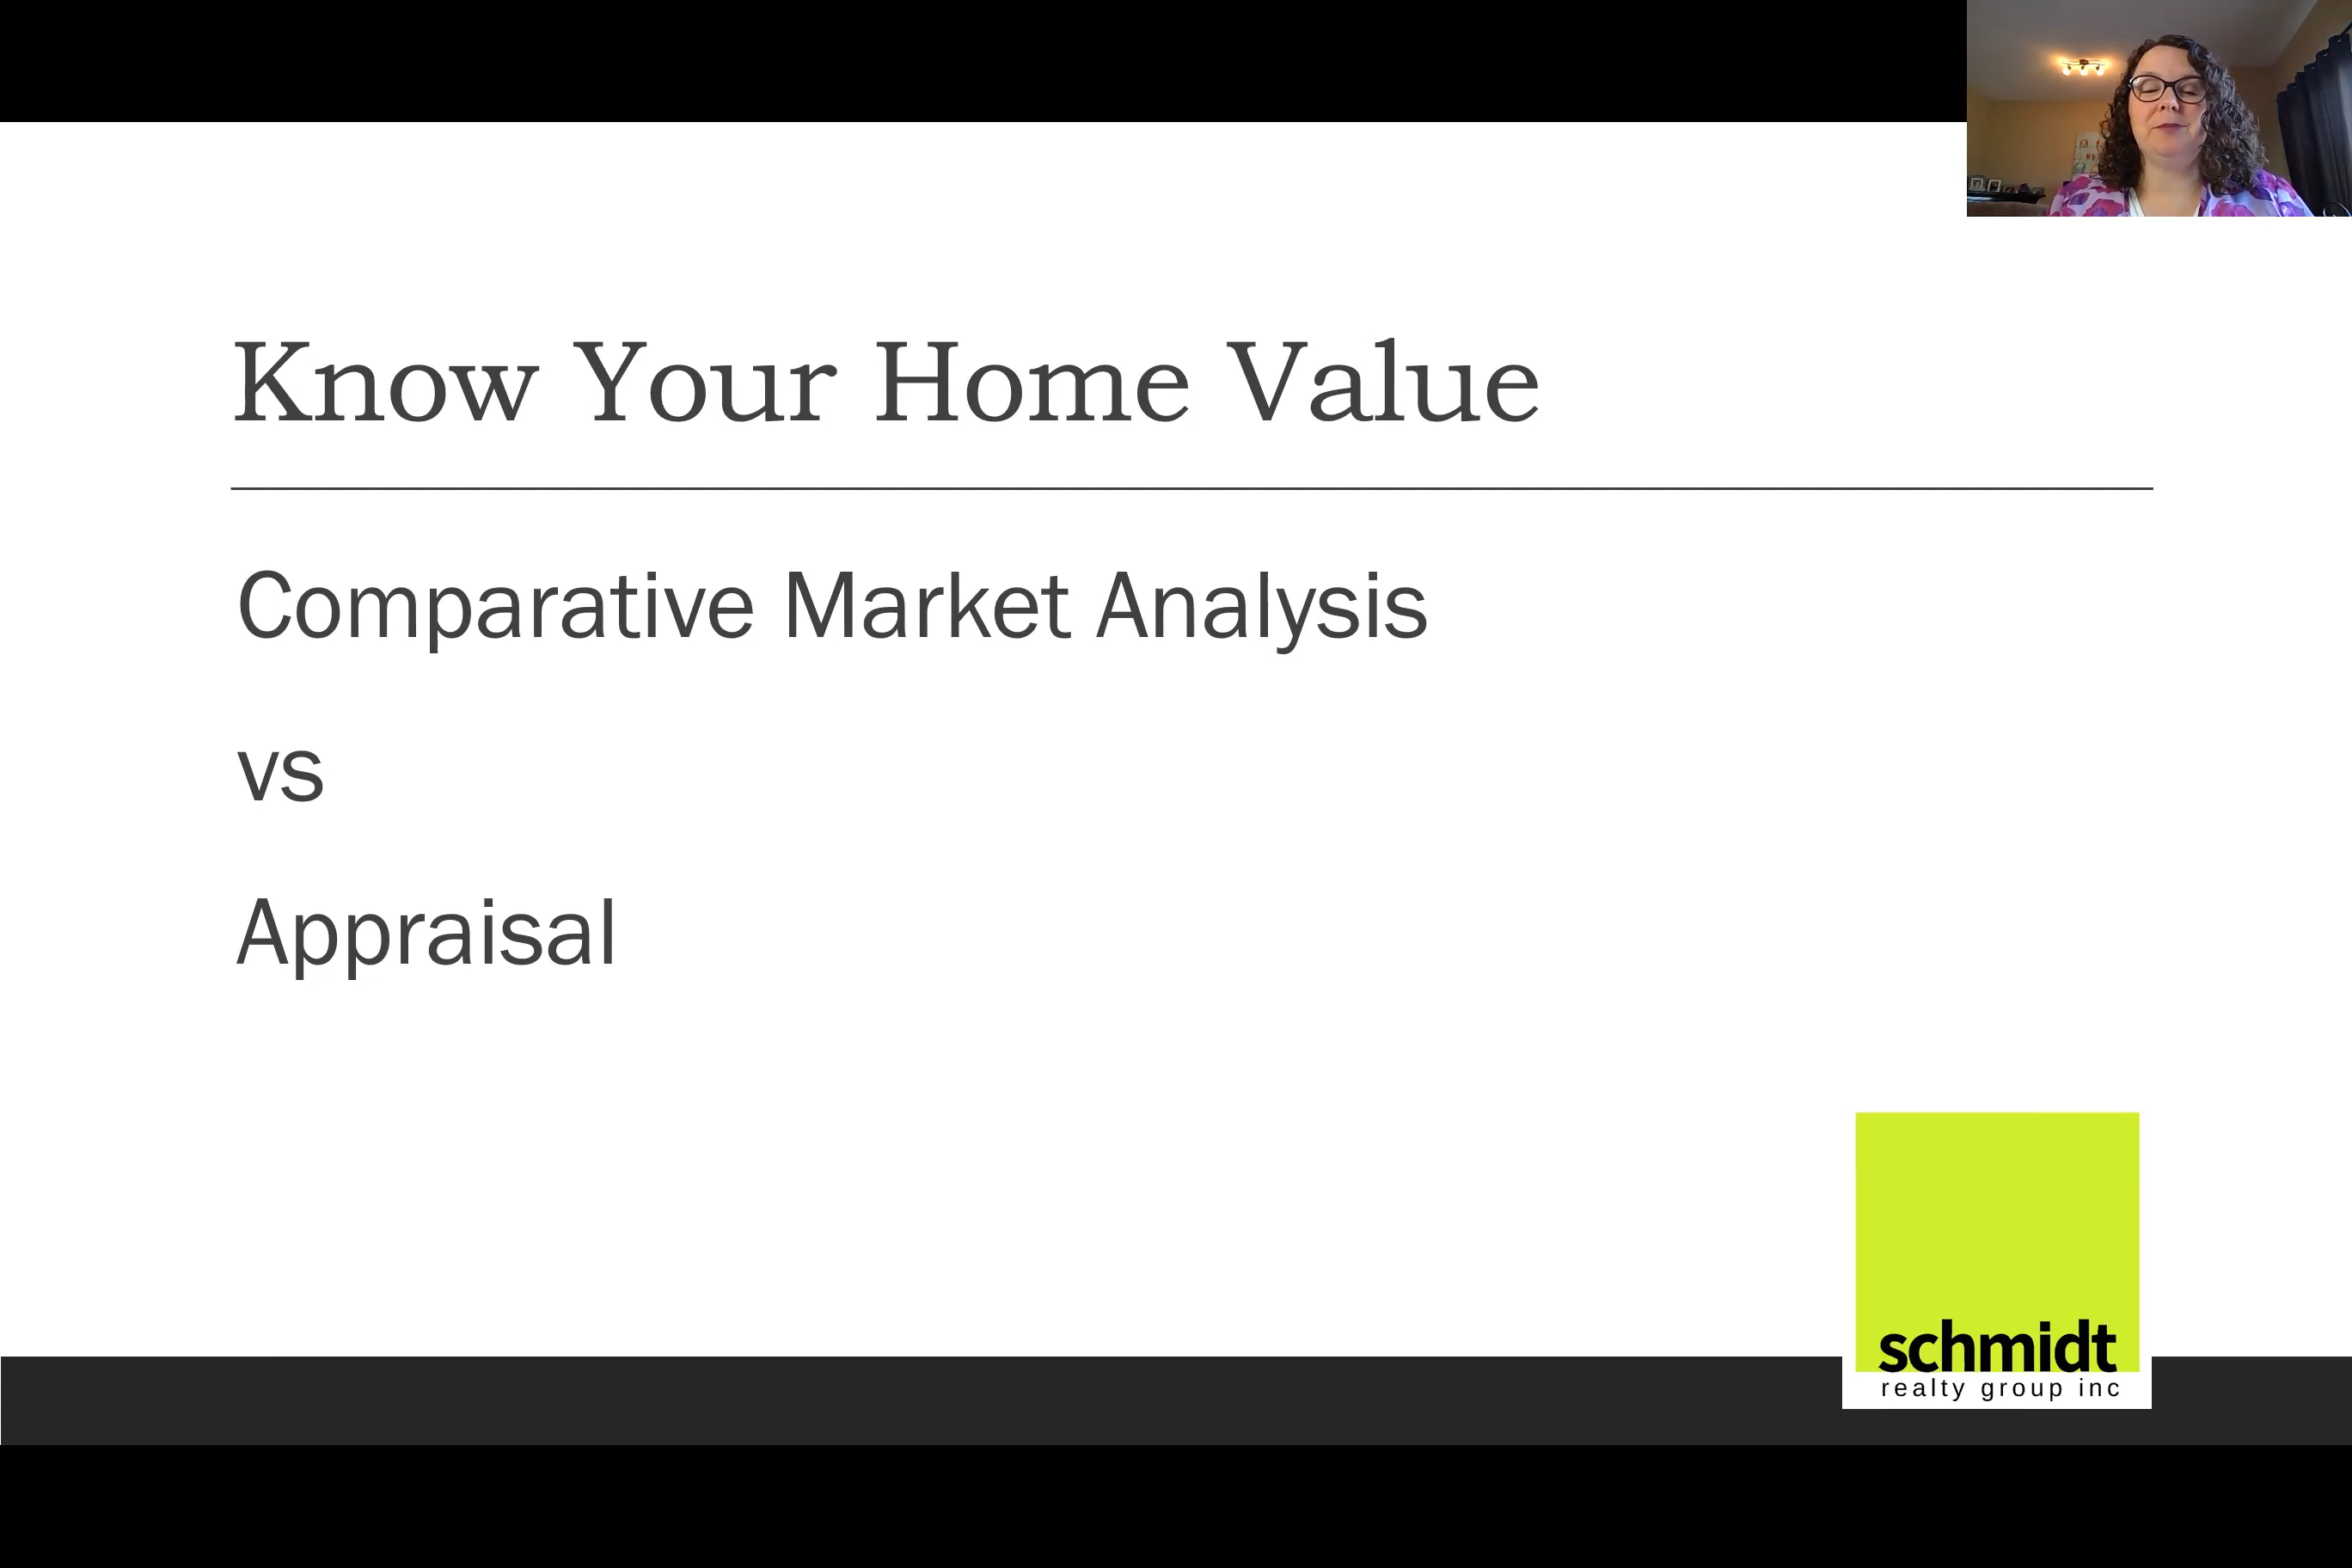 Know Your Home Value
Comparative Market Analysis
vs
Appraisal
schmidt
realty group inc